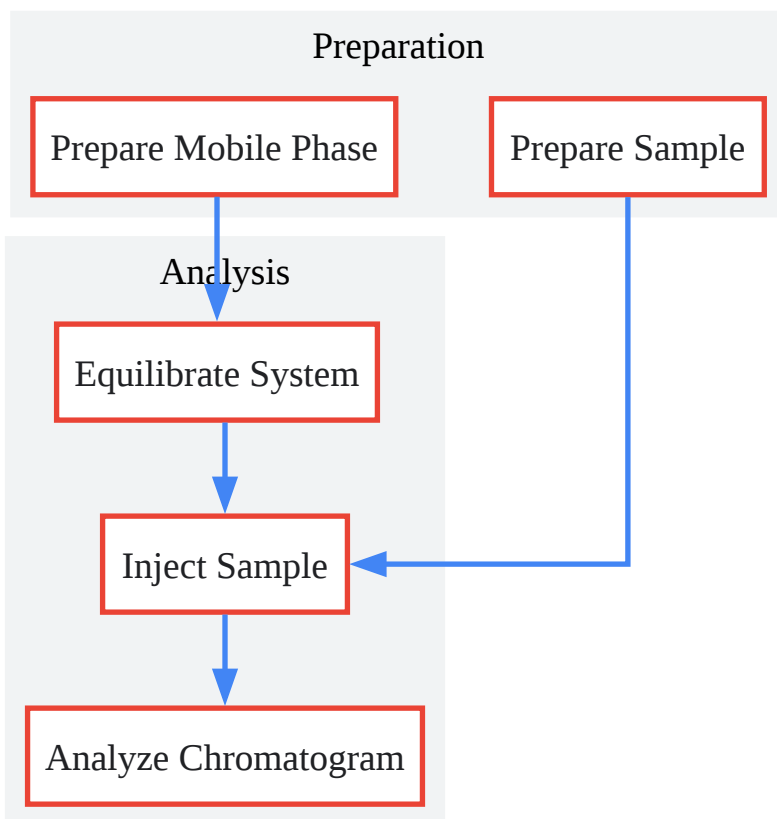 Preparation
Prepare Mobile Phase
Prepare Sample
Analysis
Equilibrate System
Inject Sample
Analyze Chromatogram